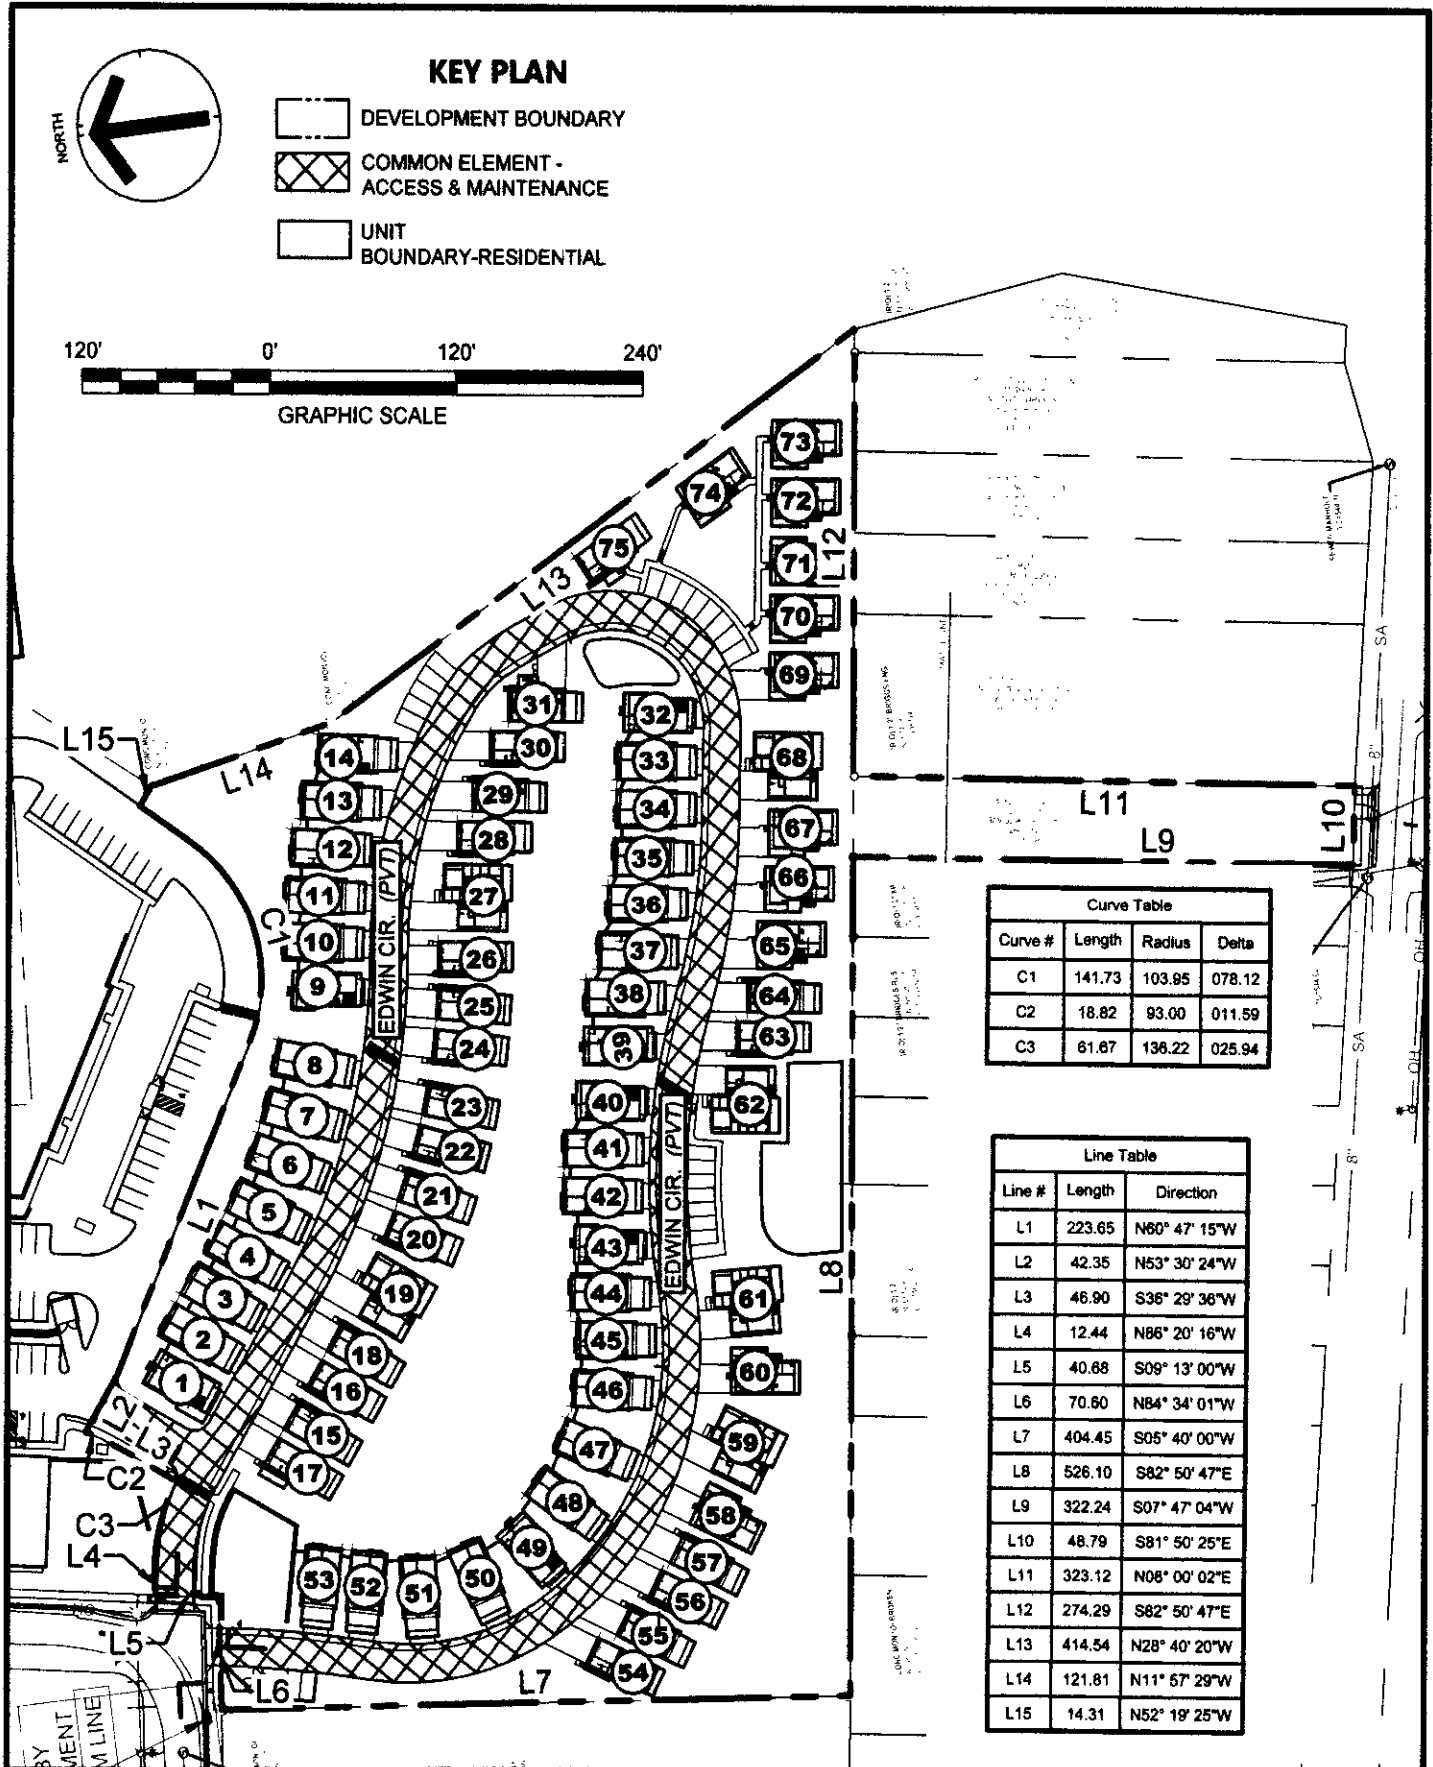 KEY PLAN
NORTH
DEVELOPMENT BOUNDARY
COMMON ELEMENT -
ACCESS & MAINTENANCE
UNIT
BOUNDARY-RESIDENTIAL
120' 0' 120' 240'
GRAPHIC SCALE
73
74
72
75
71
L12
L13
70
69
31
32
L15
14
30
33
68
L14
13
29
34
L11
L10
12
28
35
67
L9
11
27
36
66
C1
10
26
37
65
EDWIN CIR. (PVT)
9
25
38
64
24
39
63
8
23
40
62
7
22
41
EDWIN CIR. (PVT)
6
21
42
5
20
43
L1
4
19
44
61
L8
3
18
45
60
2
16
46
1
15
47
59
L2
L3
17
48
58
C2
C3
49
57
L4
53
52
51
50
56
L5
55
54
L6
L7
SA
8"
OH
SA
8"
OH
BY
MENT
M LINE
Curve Table
Curve # Length Radius Delta
C1 141.73 103.95 078.12
C2 18.82 93.00 011.59
C3 61.67 136.22 025.94
Line Table
Line # Length Direction
L1 223.65 N60° 47' 15"W
L2 42.35 N53° 30' 24"W
L3 46.90 S36° 29' 36"W
L4 12.44 N86° 20' 16"W
L5 40.68 S09° 13' 00"W
L6 70.60 N84° 34' 01"W
L7 404.45 S05° 40' 00"W
L8 526.10 S82° 50' 47"E
L9 322.24 S07° 47' 04"W
L10 48.79 S81° 50' 25"E
L11 323.12 N08° 00' 02"E
L12 274.29 S82° 50' 47"E
L13 414.54 N28° 40' 20"W
L14 121.81 N11° 57' 29"W
L15 14.31 N52° 19' 25"W